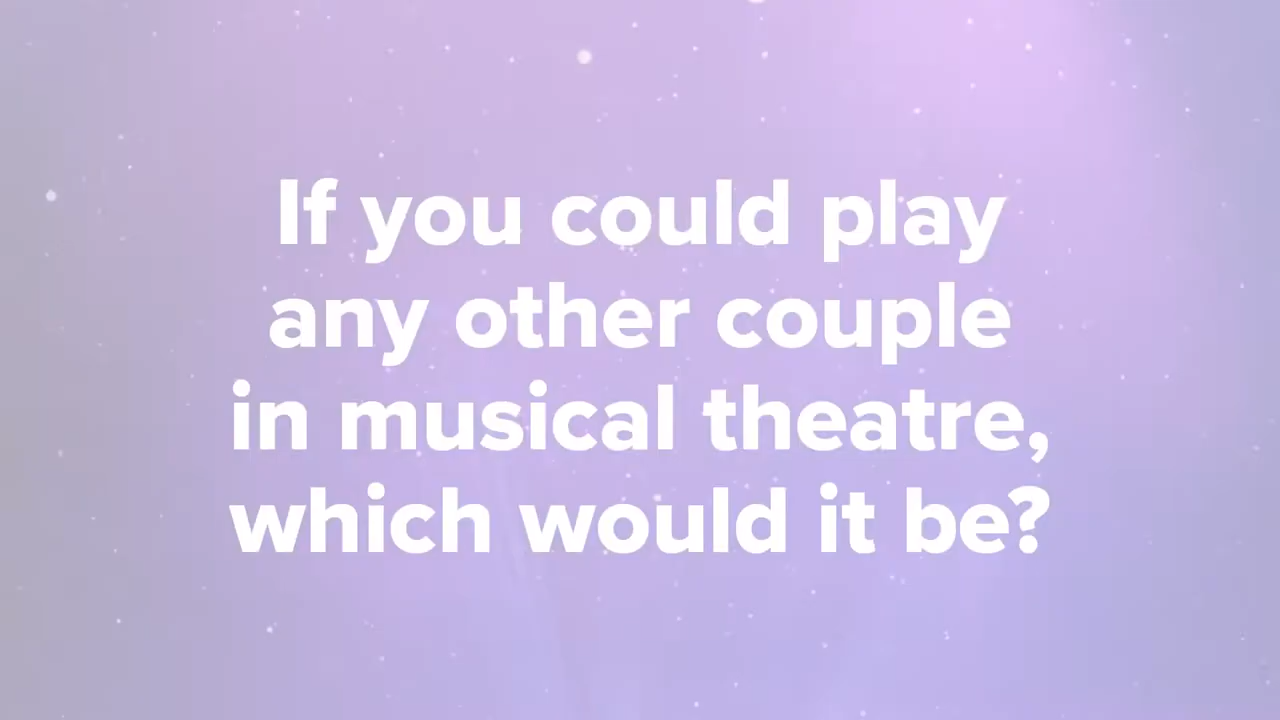 If you could play
any other couple
in musical theatre,
which would it be?